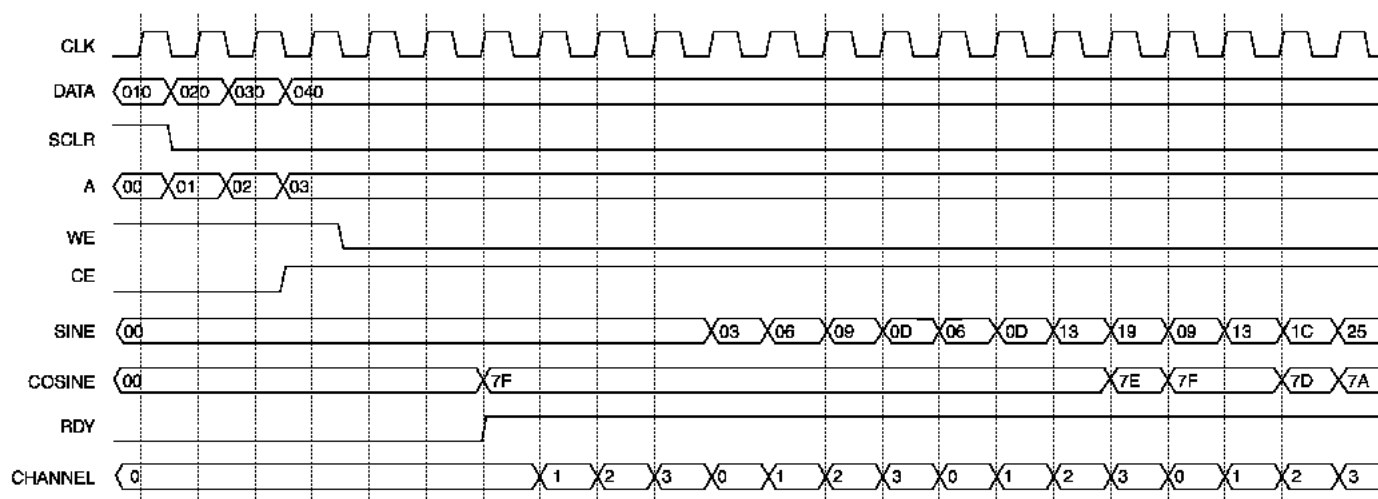 CLK
DATA 010 020 030 040
SCLR
A 00 01 02 03
WE
CE
SINE 00 03 06 09 0D 06 0D 13 19 09 13 1C 25
COSINE 00 7F 7E 7F 7D 7A
RDY
CHANNEL 0 1 2 3 0 1 2 3 0 1 2 3 0 1 2 3